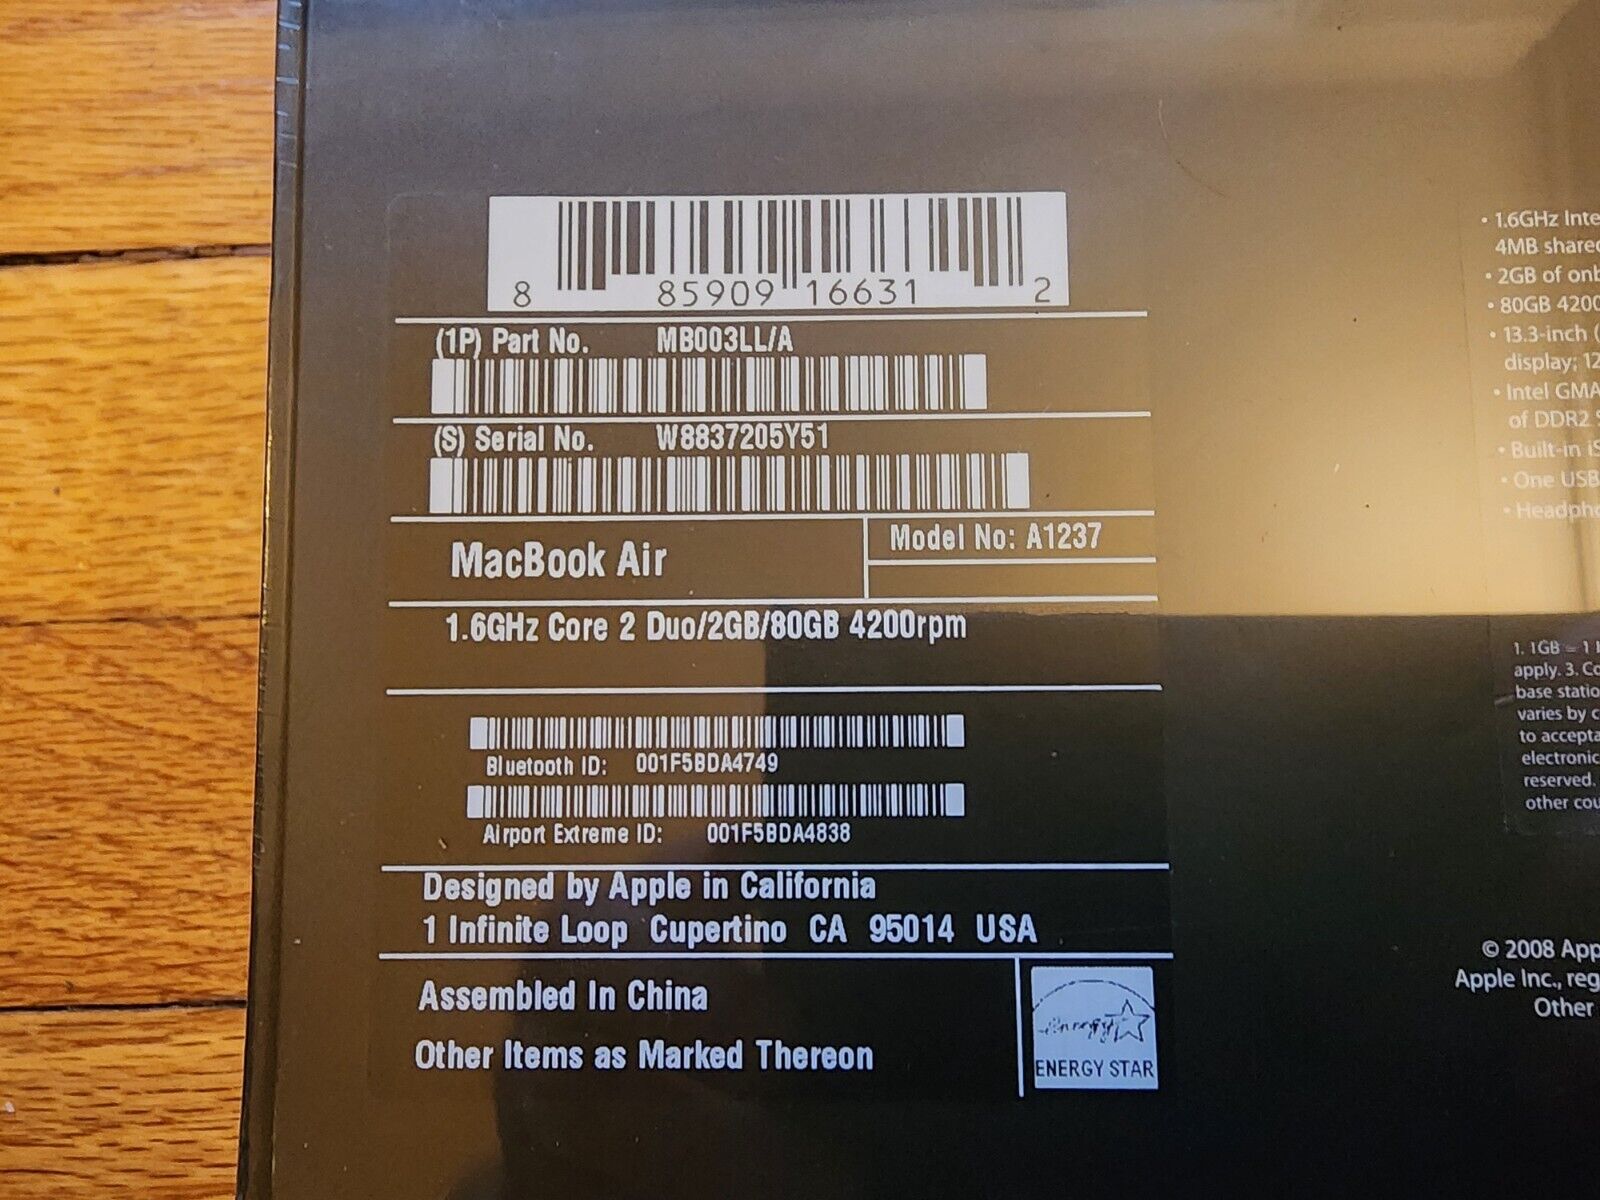 8 85909 16631 2
(1P) Part No. MB003LL/A
(S) Serial No. W8837205Y51
MacBook Air
Model No: A1237
1.6GHz Core 2 Duo/2GB/80GB 4200rpm
Bluetooth ID: 001F5BDA4749
Airport Extreme ID: 001F5BDA4838
Designed by Apple in California
1 Infinite Loop Cupertino CA 95014 USA
Assembled In China
Other Items as Marked Thereon
energy
ENERGY STAR
• 1.6GHz Inte
4MB shared
• 2GB of onb
• 80GB 4200
• 13.3-inch (
display; 12
• Intel GMA
of DDR2 S
• Built-in iS
• One USB
• Headpho
1. 1GB = 1
apply. 3. Co
base statio
varies by c
to accepta
electronic
reserved.
other cou
© 2008 App
Apple Inc., reg
Other